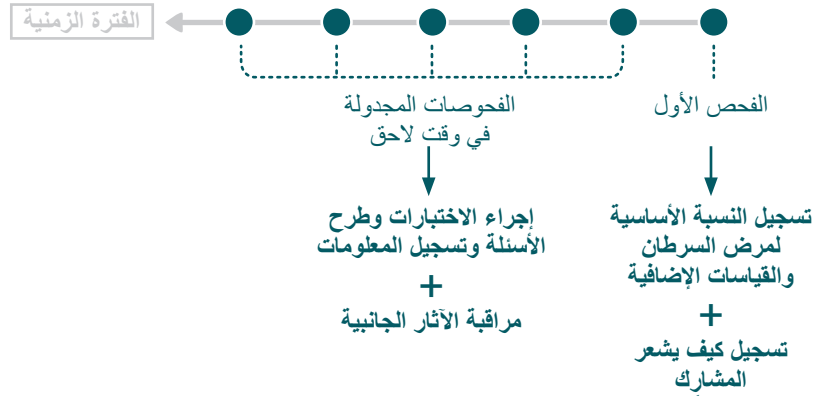 الفترة الزمنية
الفحص الأول
تسجيل النسبة الأساسية
لمرض السرطان
والقياسات الإضافية
+
تسجيل كيف يشعر
المشارك
الفحوصات المجدولة
في وقت لاحق
إجراء الاختبارات وطرح
الأسئلة وتسجيل المعلومات
+
مراقبة الآثار الجانبية